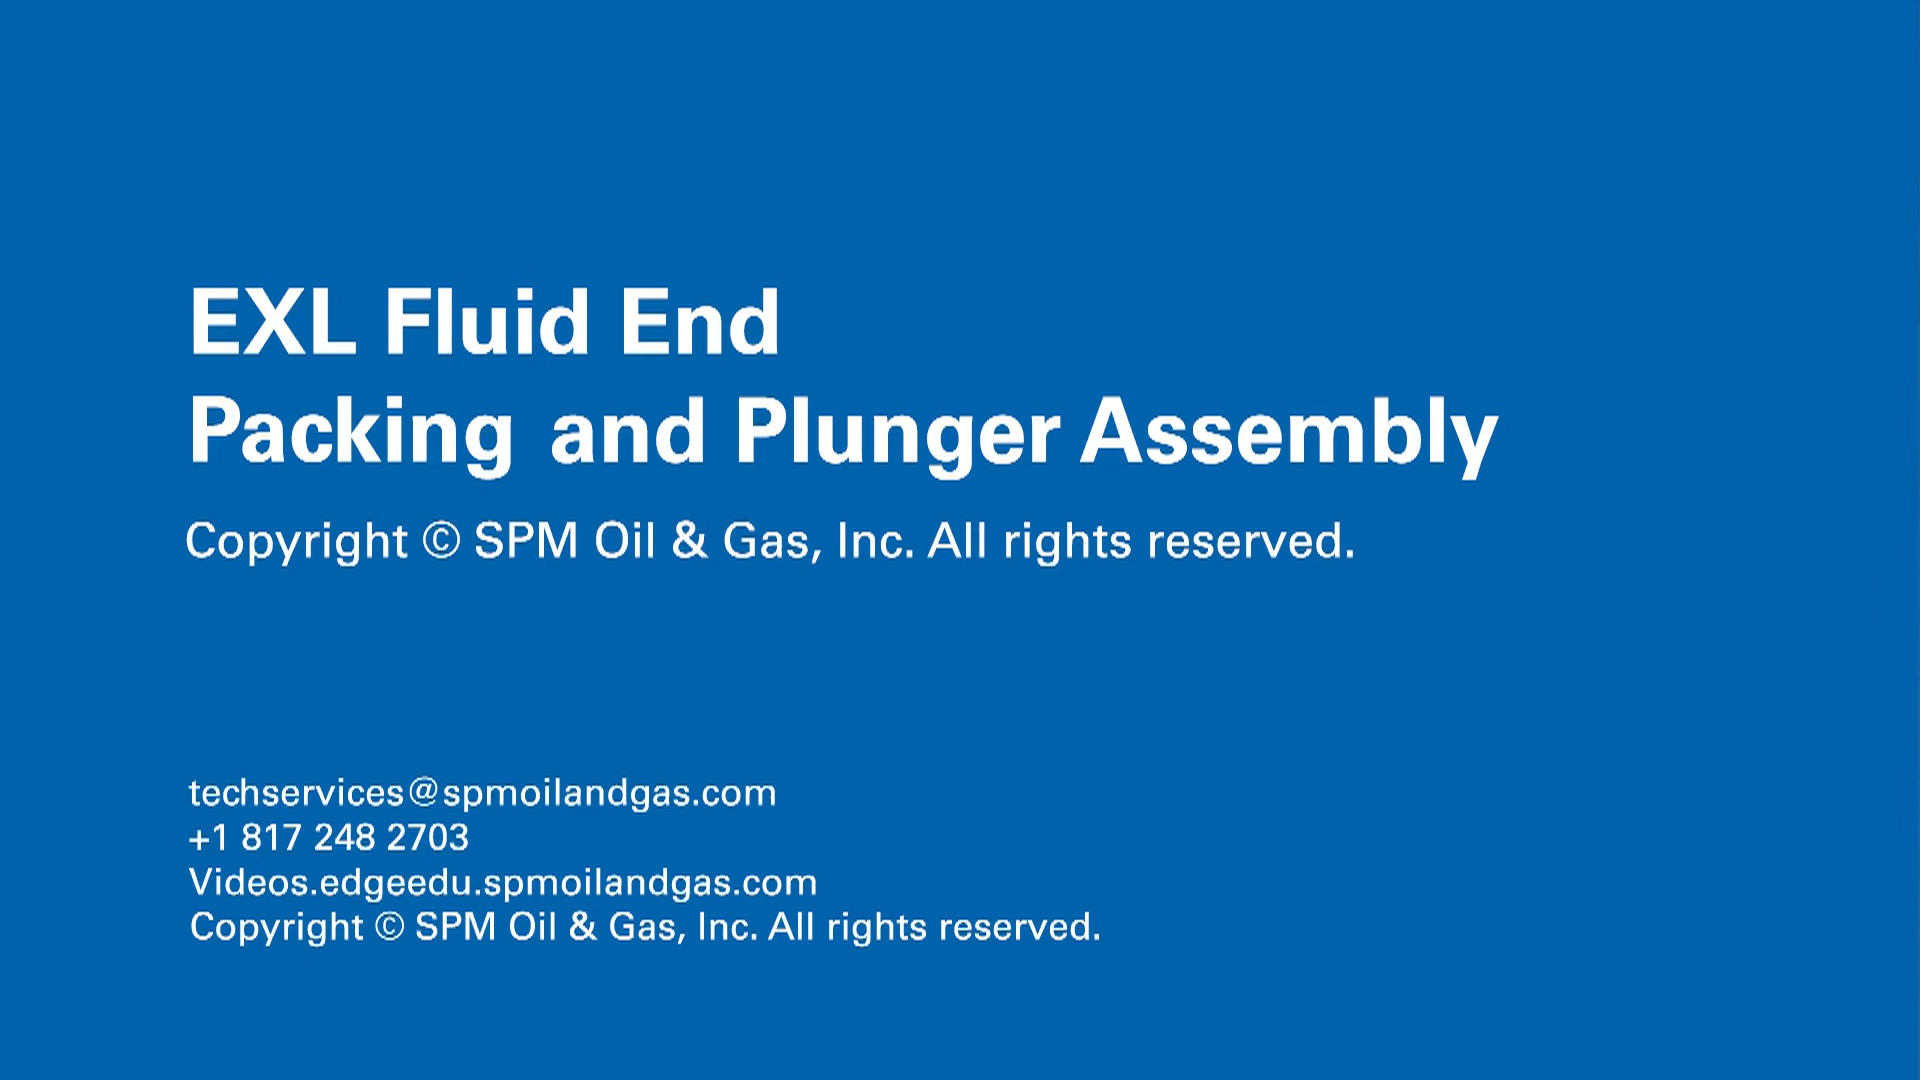 EXL Fluid End
Packing and Plunger Assembly
Copyright © SPM Oil & Gas, Inc. All rights reserved.
techservices@spmoilandgas.com
+1 817 248 2703
Videos.edgeedu.spmoilandgas.com
Copyright © SPM Oil & Gas, Inc. All rights reserved.